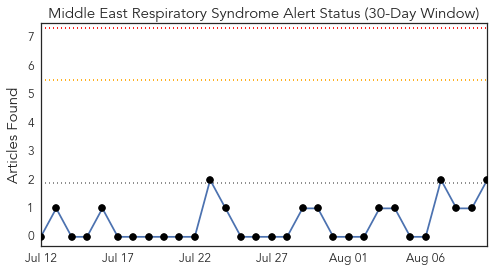 Middle East Respiratory Syndrome Alert Status (30-Day Window)
Articles Found
7
6
5
4
3
2
1
0
Jul 12 Jul 17 Jul 22 Jul 27 Aug 01 Aug 06